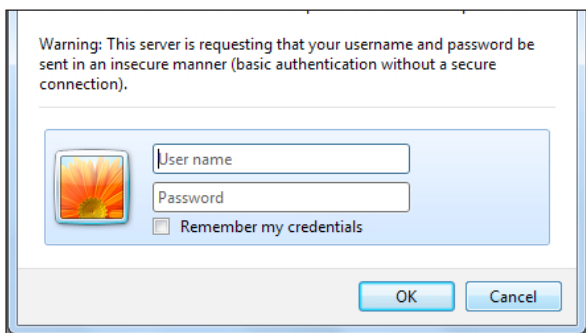 Warning: This server is requesting that your username and password be
sent in an insecure manner (basic authentication without a secure
connection).
User name
Password
Remember my credentials
OK
Cancel